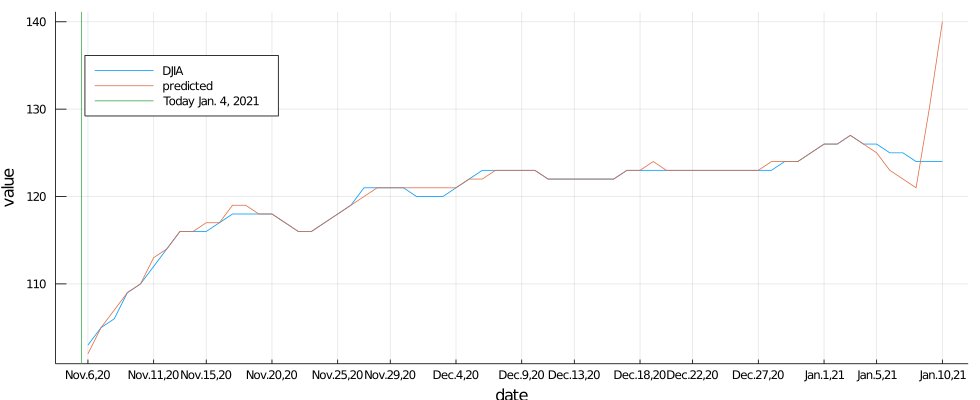 140
130
120
110
value
DJIA
predicted
Today Jan. 4, 2021
Nov.6,20 Nov.11,20 Nov.15,20 Nov.20,20 Nov.25,20 Nov.29,20 Dec.4,20 Dec.9,20 Dec.13,20 Dec.18,20 Dec.22,20 Dec.27,20 Jan.1,21 Jan.5,21 Jan.10,21
date